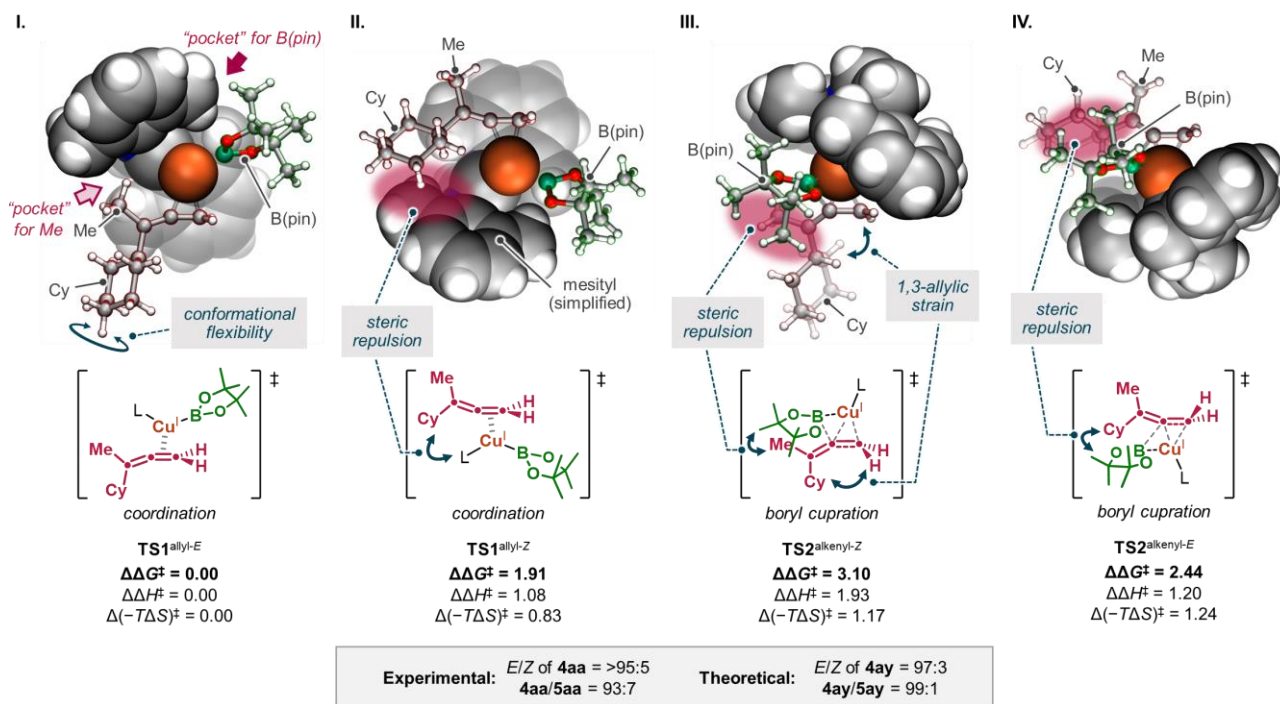 I.
"pocket" for B(pin)
"pocket"
for Me
Me
B(pin)
Cy
conformational
flexibility
II.
Me
Cy
B(pin)
mesityl
(simplified)
steric
repulsion
III.
B(pin)
steric
repulsion
Cy
1,3-allylic
strain
IV.
Cy
Me
B(pin)
steric
repulsion
‡
L
CuI
B
O
O
Me
Cy
H
H
coordination
TS1allyl-E
ΔΔG‡ = 0.00
ΔΔH‡ = 0.00
Δ(−TΔS)‡ = 0.00
‡
Me
Cy
H
H
CuI
L
B
O
O
coordination
TS1allyl-Z
ΔΔG‡ = 1.91
ΔΔH‡ = 1.08
Δ(−TΔS)‡ = 0.83
‡
L
O
B
CuI
O
Me
H
H
Cy
boryl cupration
TS2alkenyl-Z
ΔΔG‡ = 3.10
ΔΔH‡ = 1.93
Δ(−TΔS)‡ = 1.17
‡
Me
H
H
Cy
O
B
CuI
O
L
boryl cupration
TS2alkenyl-E
ΔΔG‡ = 2.44
ΔΔH‡ = 1.20
Δ(−TΔS)‡ = 1.24
Experimental: E/Z of 4aa = >95:5
4aa/5aa = 93:7
Theoretical: E/Z of 4ay = 97:3
4ay/5ay = 99:1